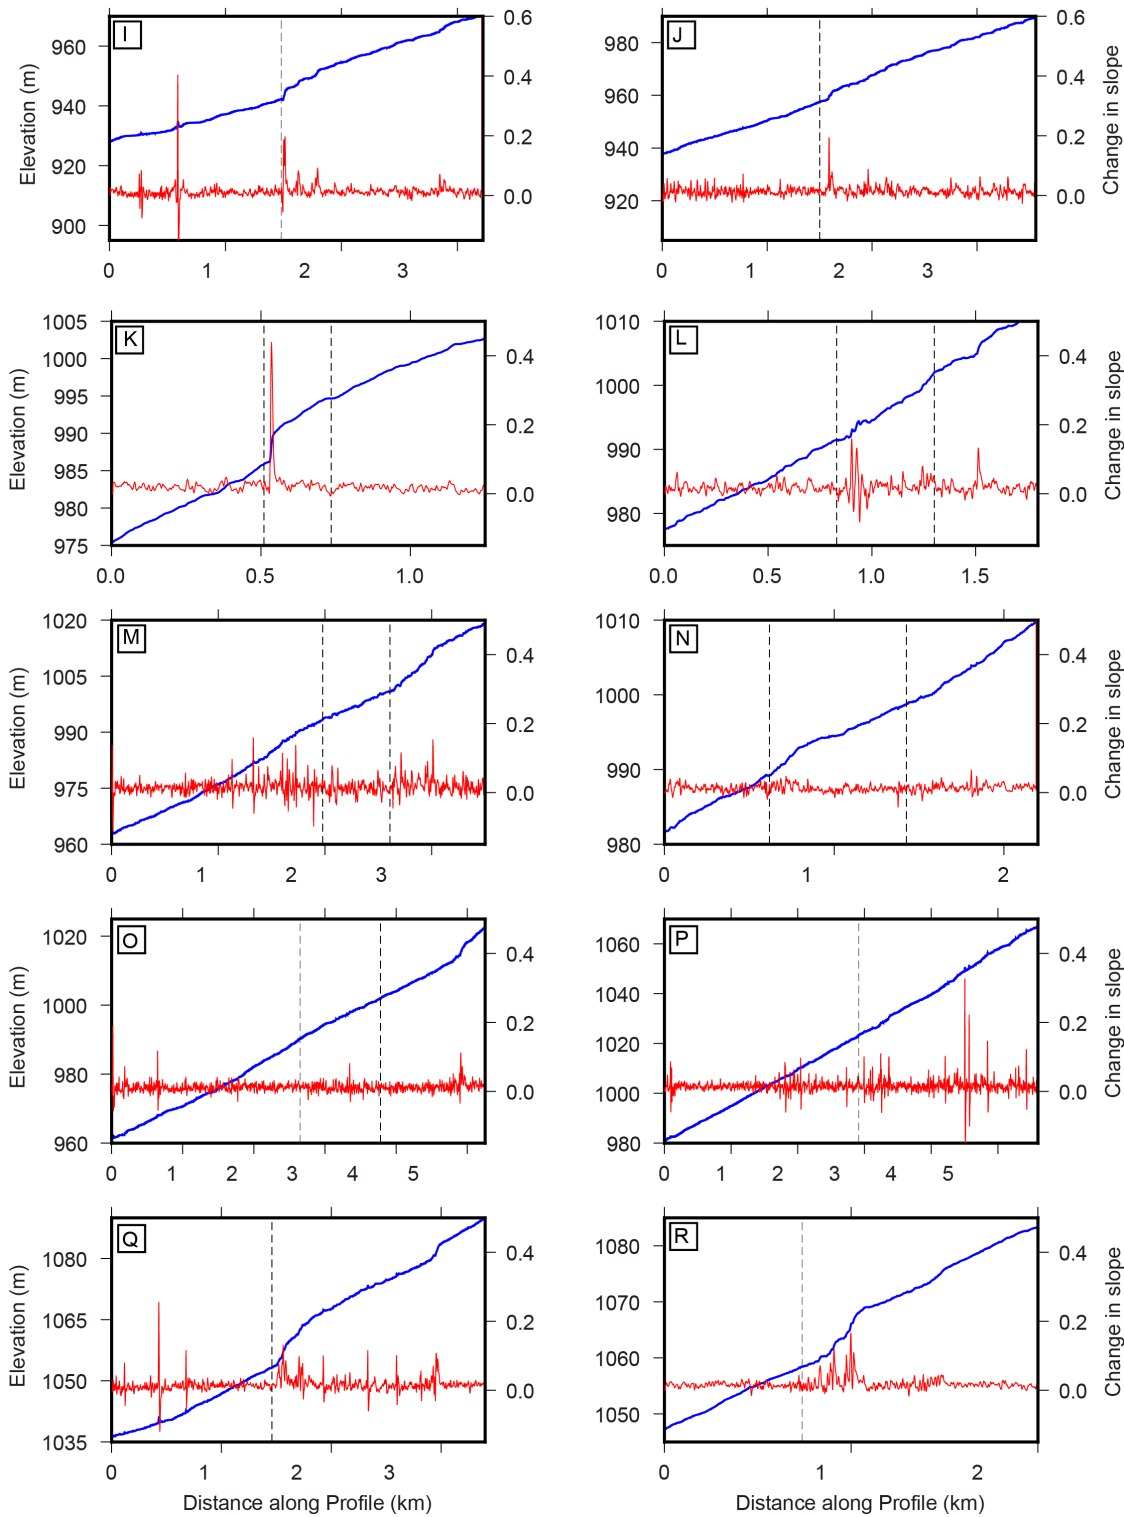 I
J
Elevation (m)
960
940
920
900
0 1 2 3
980
960
940
920
0 1 2 3
0.6
0.4
0.2
0.0
0.6
0.4
0.2
0.0
Change in slope
K
L
Elevation (m)
1005
1000
995
990
985
980
975
0.0 0.5 1.0
0.4
0.2
0.0
1010
1000
990
980
0.0 0.5 1.0 1.5
0.4
0.2
0.0
Change in slope
M
N
Elevation (m)
1020
1005
990
975
960
0 1 2 3
0.4
0.2
0.0
1010
1000
990
980
0 1 2
0.4
0.2
0.0
Change in slope
O
P
Elevation (m)
1020
1000
980
960
0 1 2 3 4 5
0.4
0.2
0.0
1060
1040
1020
1000
980
0 1 2 3 4 5
0.4
0.2
0.0
Change in slope
Q
R
Elevation (m)
1080
1065
1050
1035
0 1 2 3
0.4
0.2
0.0
1080
1070
1060
1050
0 1 2
0.4
0.2
0.0
Change in slope
Distance along Profile (km)
Distance along Profile (km)